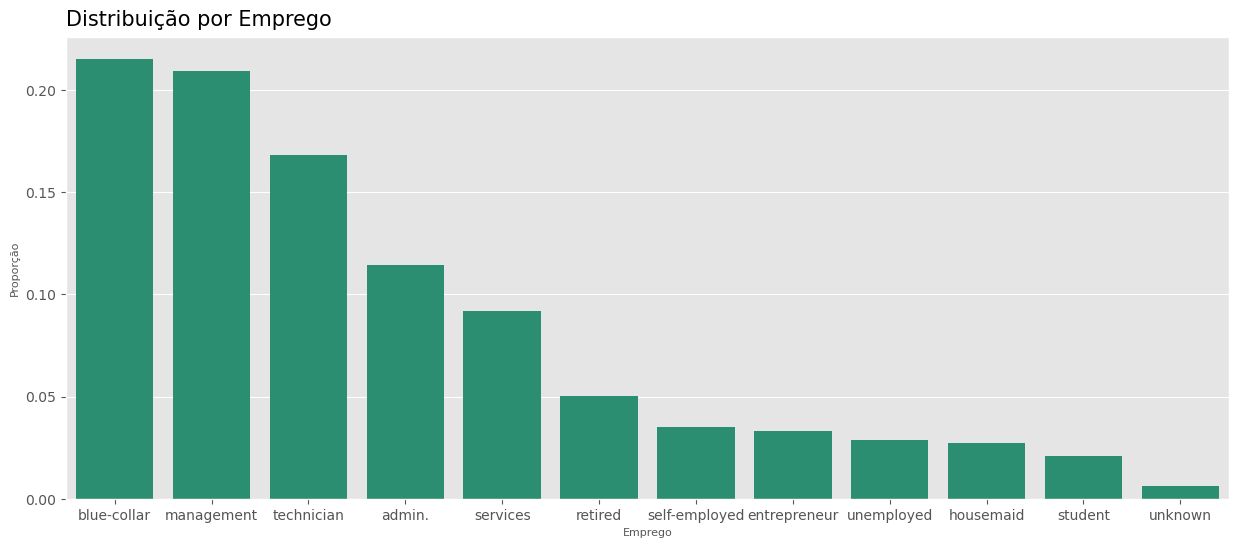 Distribuição por Emprego
0.20
0.15
0.10
0.05
0.00
Proporção
blue-collar management technician admin. services retired self-employed entrepreneur unemployed housemaid student unknown
Emprego